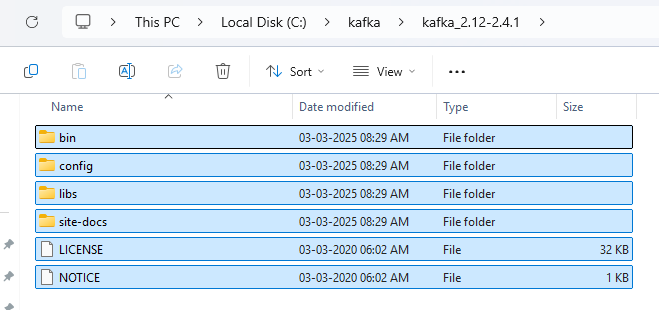 This PC > Local Disk (C:) > kafka > kafka_2.12-2.4.1 >
Sort View
Name Date modified Type Size
bin 03-03-2025 08:29 AM File folder
config 03-03-2025 08:29 AM File folder
libs 03-03-2025 08:29 AM File folder
site-docs 03-03-2025 08:29 AM File folder
LICENSE 03-03-2020 06:02 AM File 32 KB
NOTICE 03-03-2020 06:02 AM File 1 KB